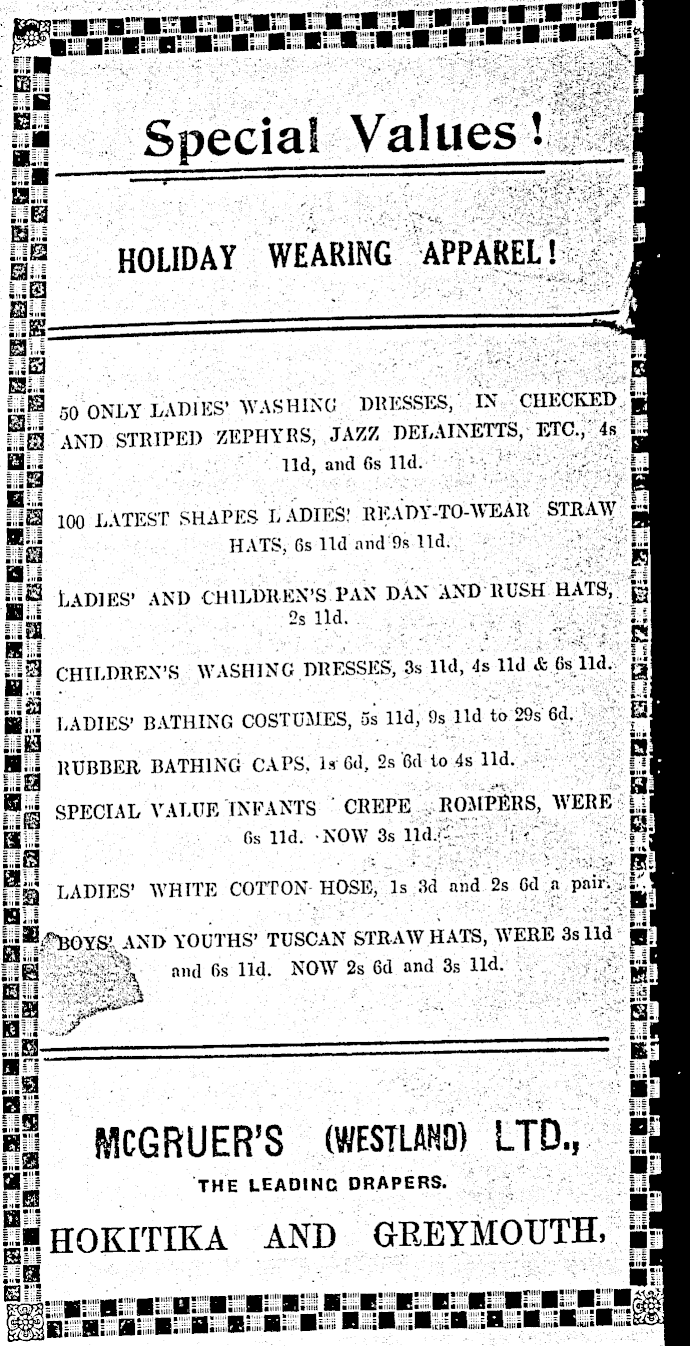 Special Values!
HOLIDAY WEARING APPAREL!
50 ONLY LADIES' WASHING DRESSES, IN CHECKED
AND STRIPED ZEPHYRS, JAZZ DELAINETTS, ETC., 4s
11d, and 6s 11d.
100 LATEST SHAPES LADIES' READY-TO-WEAR STRAW
HATS, 6s 11d and 9s 11d.
LADIES' AND CHILDREN'S PAN DAN AND RUSH HATS,
2s 11d.
CHILDREN'S WASHING DRESSES, 3s 11d, 4s 11d & 6s 11d.
LADIES' BATHING COSTUMES, 5s 11d, 9s 11d to 29s 6d.
RUBBER BATHING CAPS, 1s 6d, 2s 6d to 4s 11d.
SPECIAL VALUE INFANTS CREPE ROMPERS, WERE
6s 11d. NOW 3s 11d.
LADIES' WHITE COTTON HOSE, 1s 3d and 2s 6d a pair.
BOYS' AND YOUTHS' TUSCAN STRAW HATS, WERE 3s 11d
and 6s 11d. NOW 2s 6d and 3s 11d.
McGRUER'S (WESTLAND) LTD.,
THE LEADING DRAPERS.
HOKITIKA AND GREYMOUTH,